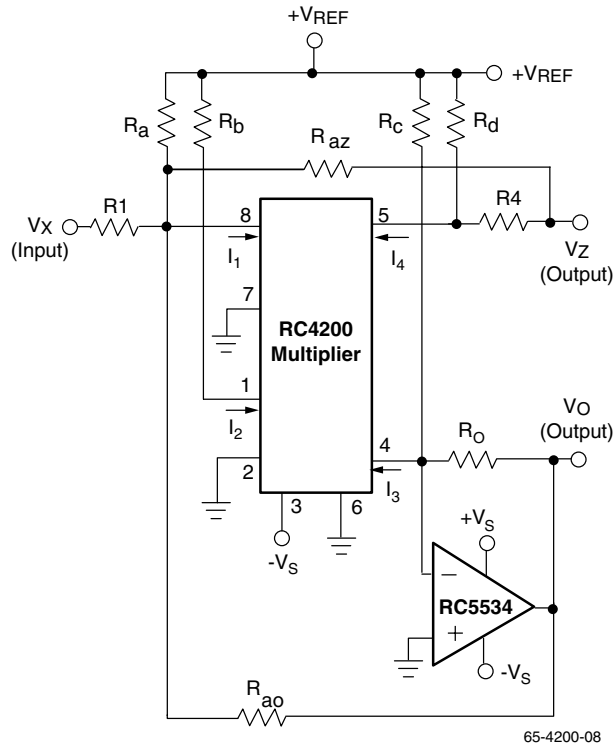 +VREF
+VREF
Ra
Rb
Rc
Rd
Raz
R1
R4
VX
(Input)
8
5
I1
I4
VZ
(Output)
7
RC4200
Multiplier
1
I2
VO
(Output)
4
RO
2
I3
3
6
-VS
+VS
−
RC5534
+
-VS
Rao
65-4200-08